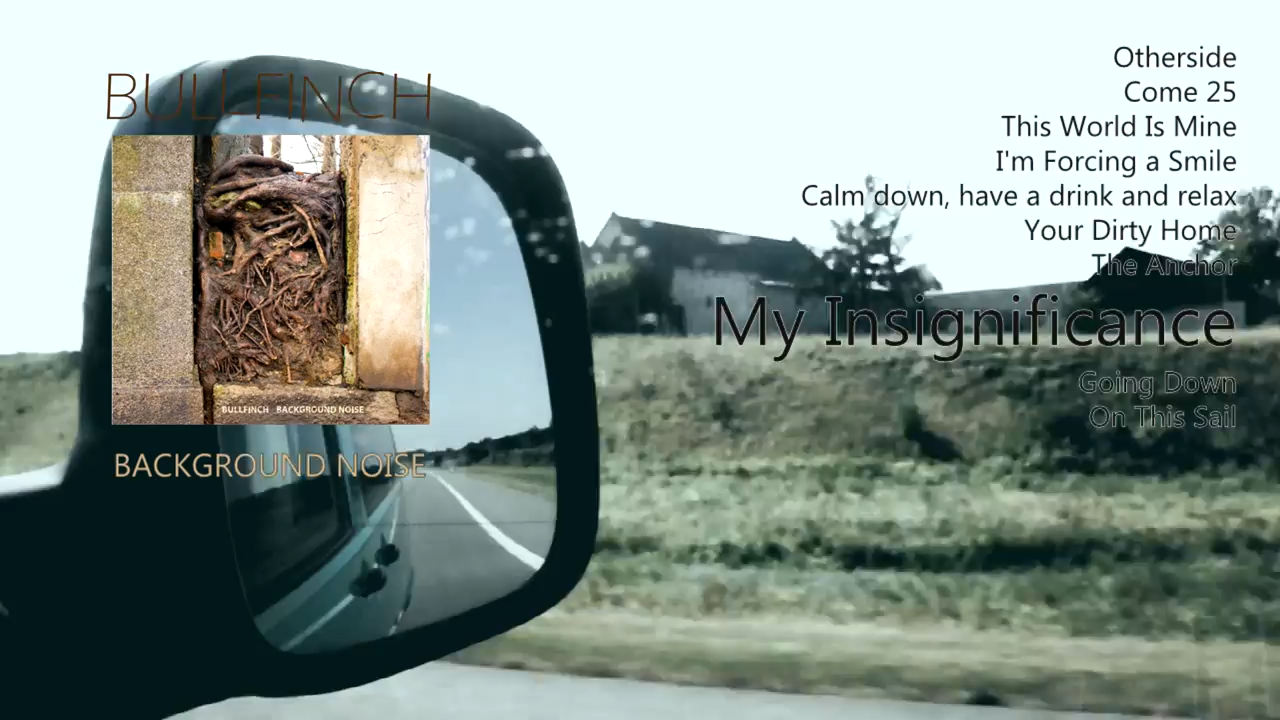 BULLFINCH
BULLFINCH BACKGROUND NOISE
BACKGROUND NOISE
Otherside
Come 25
This World Is Mine
I'm Forcing a Smile
Calm down, have a drink and relax
Your Dirty Home
The Anchor
My Insignificance
Going Down
On This Sail